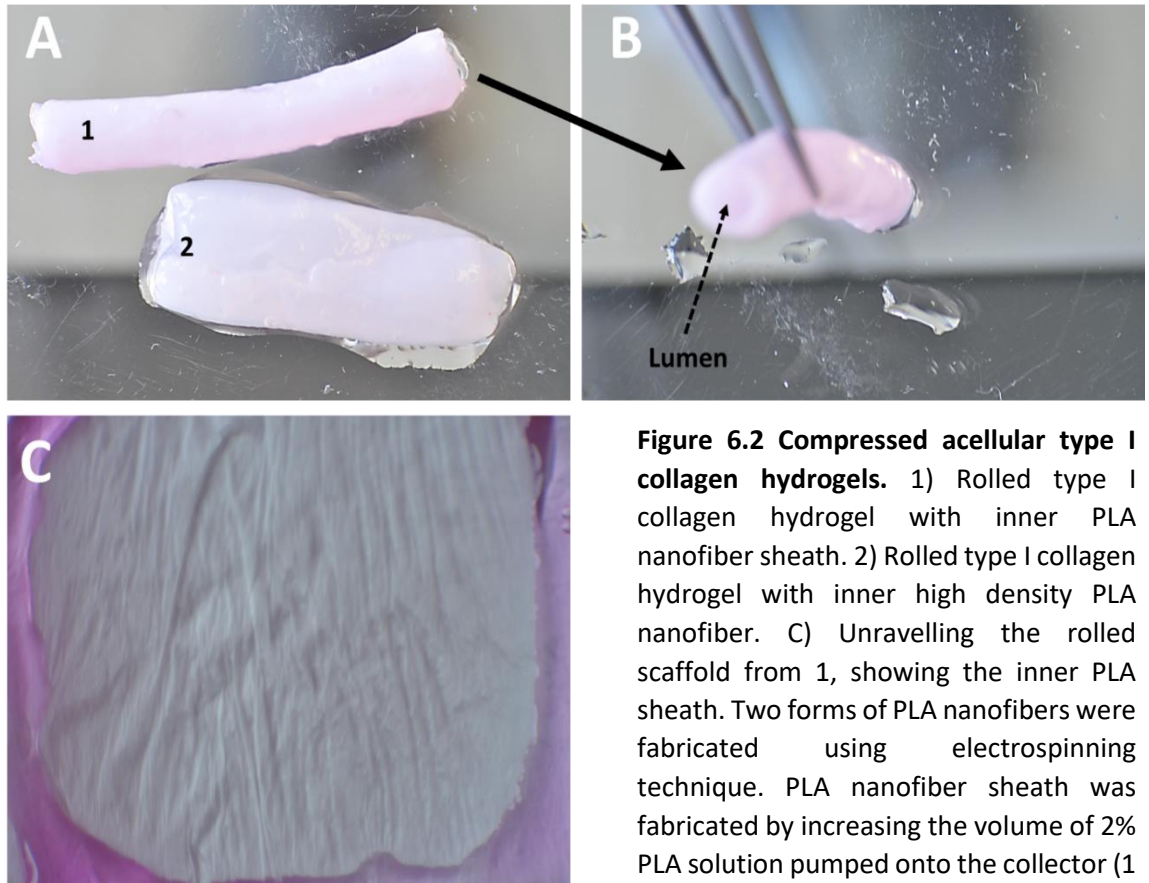 A
1
2
B
Lumen
C
Figure 6.2 Compressed acellular type I
collagen hydrogels. 1) Rolled type I
collagen hydrogel with inner PLA
nanofiber sheath. 2) Rolled type I collagen
hydrogel with inner high density PLA
nanofiber. C) Unravelling the rolled
scaffold from 1, showing the inner PLA
sheath. Two forms of PLA nanofibers were
fabricated using electrospinning
technique. PLA nanofiber sheath was
fabricated by increasing the volume of 2%
PLA solution pumped onto the collector (1